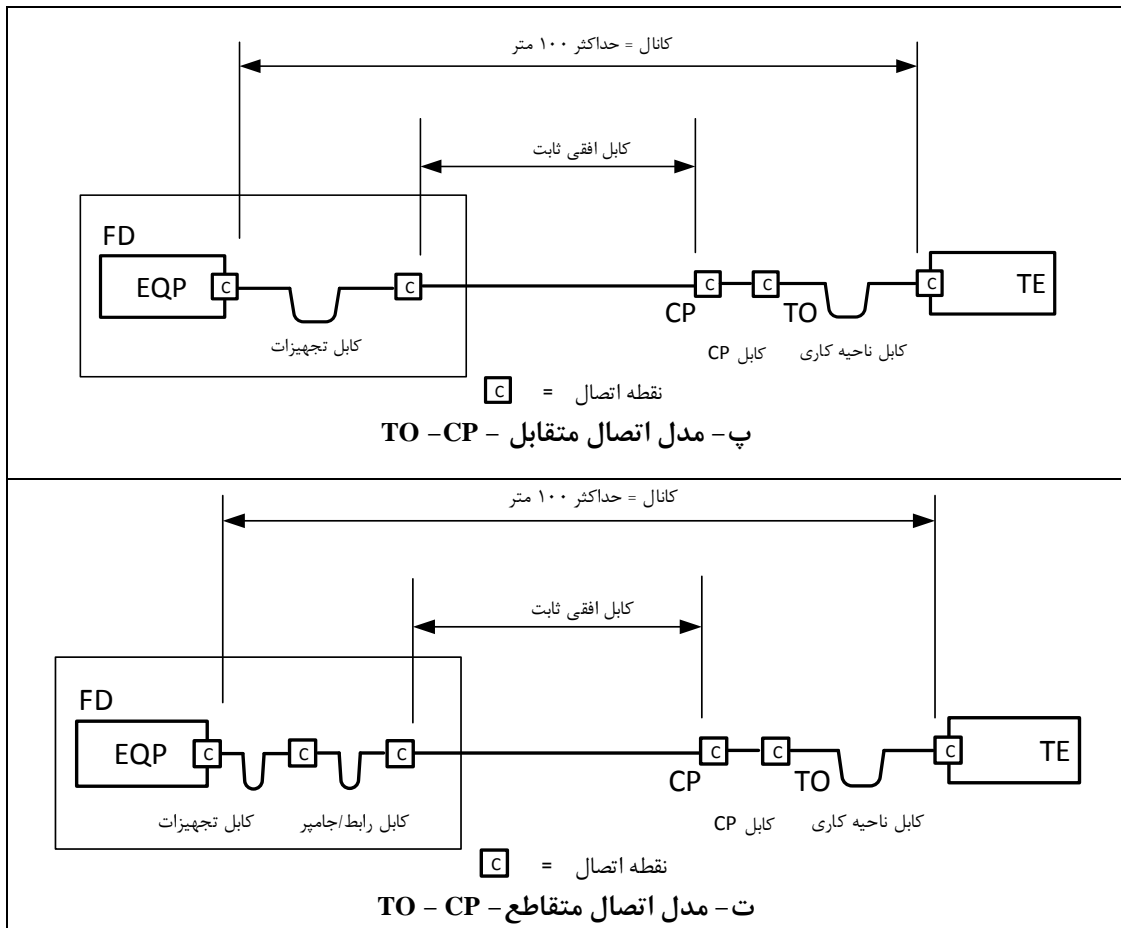 کانال = حداکثر ۱۰۰ متر
کابل افقی ثابت
FD
EQP
C
C
C
C
C
TE
CP
TO
کابل تجهیزات
کابل CP
کابل ناحیه کاری
C = نقطه اتصال
پ- مدل اتصال متقابل - TO -CP
کانال = حداکثر ۱۰۰ متر
کابل افقی ثابت
FD
EQP
C
C
C
C
C
C
TE
CP
TO
کابل تجهیزات
کابل رابط/جامپر
کابل CP
کابل ناحیه کاری
C = نقطه اتصال
ت- مدل اتصال متقاطع- TO - CP